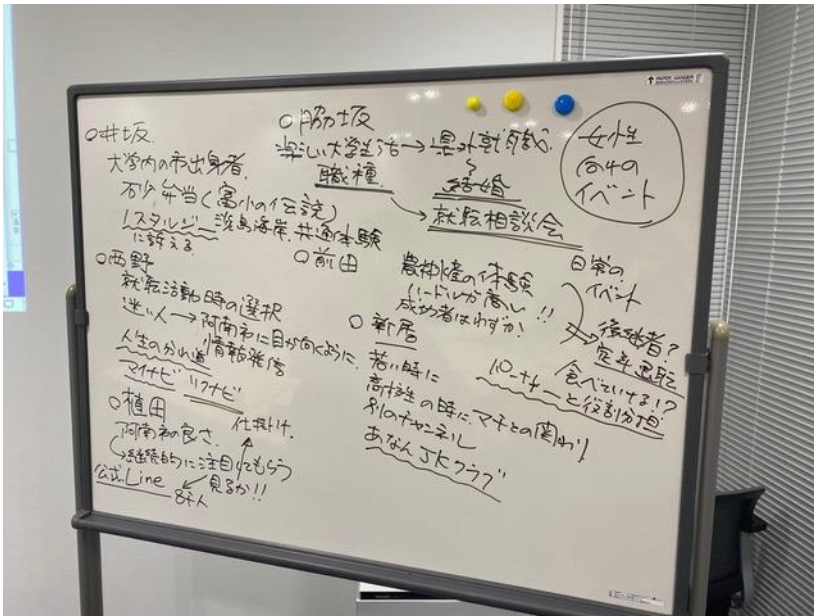 ○井坂
大学内の市出身者.
弁当(富小の伝説)
ノスタルジー 淡島海岸.共通体験
に訴える
○西野
就転活動時の選択
迷い人→阿南市に目が向くように.
情報発信
人生の分れ道
マイナビ リクナビ
○植田
仕掛け.
阿南市の良さ.
→継続的に注目してもらう
見るか!!
公式Line
8千人
○脇坂
楽しい大学生活→県外就職.
職種.
結婚
就転相談会
○前田
農林水産の体験
ハードルが高い!!
成功者はわずか!
日常の
イベント
後継者?
定年退職
食べていける!?
パートナーと役割分担
○新居
若い時に
高校生の時に.マチとの関わり
別のチャンネル
あなんJKクラブ
女性
向けの
イベント